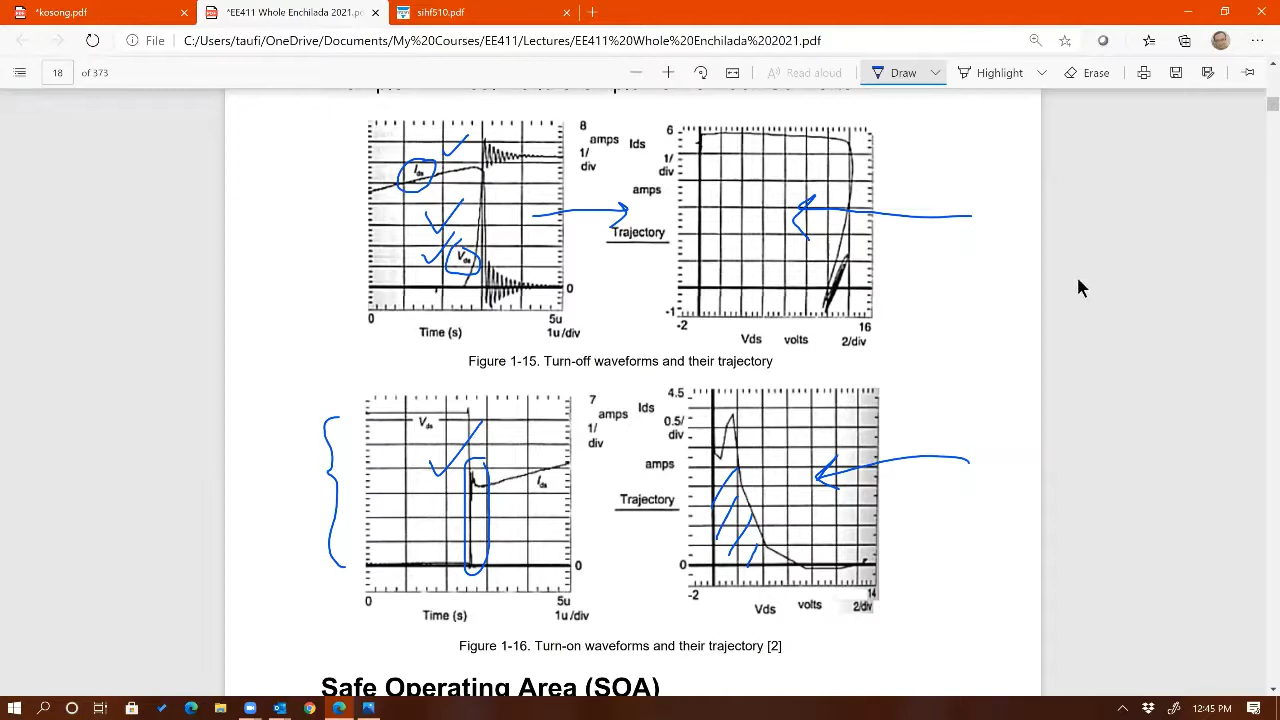 *kosong.pdf
*EE411 Whole Enchilada 2021.p
sihf510.pdf
File
C:/Users/taufi/OneDrive/Documents/My%20Courses/EE411/Lectures/EE411%20Whole%20Enchilada%202021.pdf
18 of 373
Read aloud
Draw
Highlight
Erase
8
amps
1/
div
0
Ids
Vds
0
5u
Time (s)
1u/div
6
Ids
1/
div
amps
Trajectory
-1
-2
16
Vds volts 2/div
Figure 1-15. Turn-off waveforms and their trajectory
7
amps
1/
div
0
Vds
Ids
0
5u
Time (s)
1u/div
4.5
Ids
0.5/
div
amps
Trajectory
0
-2
14
Vds volts 2/div
Figure 1-16. Turn-on waveforms and their trajectory [2]
Safe Operating Area (SOA)
12:45 PM